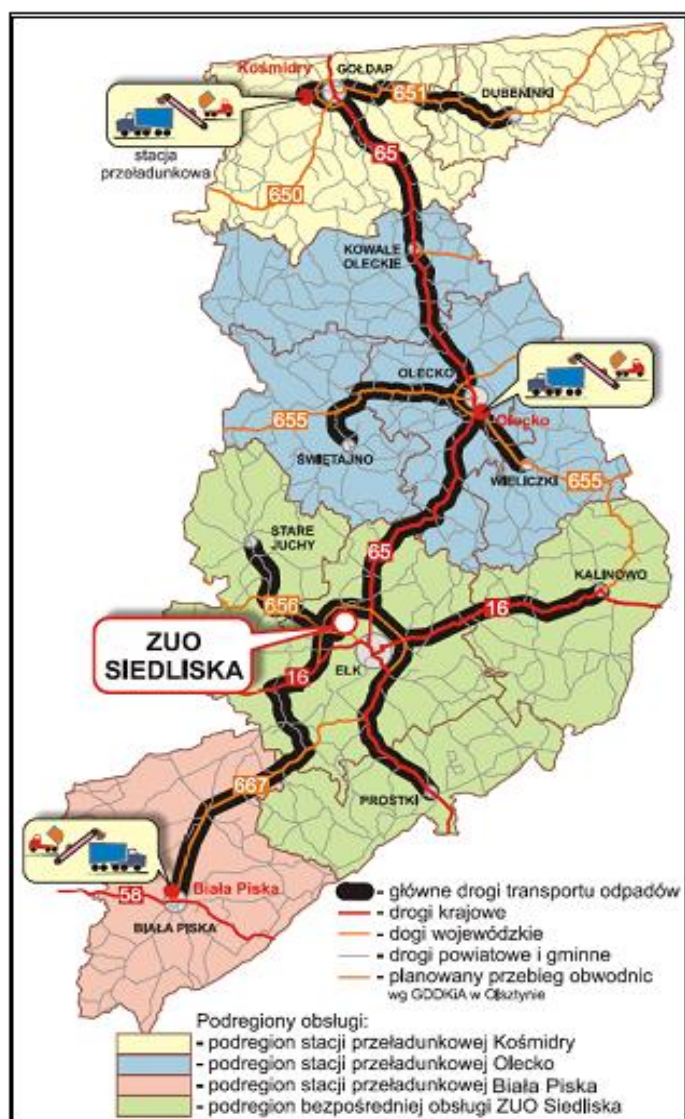 Kośmidry
GOŁDAP
651
DUBENINKI
stacja
przeładunkowa
65
650
KOWALE
OLECKIE
OLECKO
Olecko
655
ŚWIĘTAJNO
WIELICZKI
655
STARE
JUCHY
65
KALINOWO
656
16
ZUO
SIEDLISKA
16
EŁK
667
PROSTKI
58
Biała Piska
BIAŁA PISKA
- główne drogi transportu odpadów
- drogi krajowe
- dogi wojewódzkie
- drogi powiatowe i gminne
- planowany przebieg obwodnic
wg GDDKiA w Olsztynie
Podregiony obsługi:
- podregion stacji przeładunkowej Kośmidry
- podregion stacji przeładunkowej Olecko
- podregion stacji przeładunkowej Biała Piska
- podregion bezpośredniej obsługi ZUO Siedliska